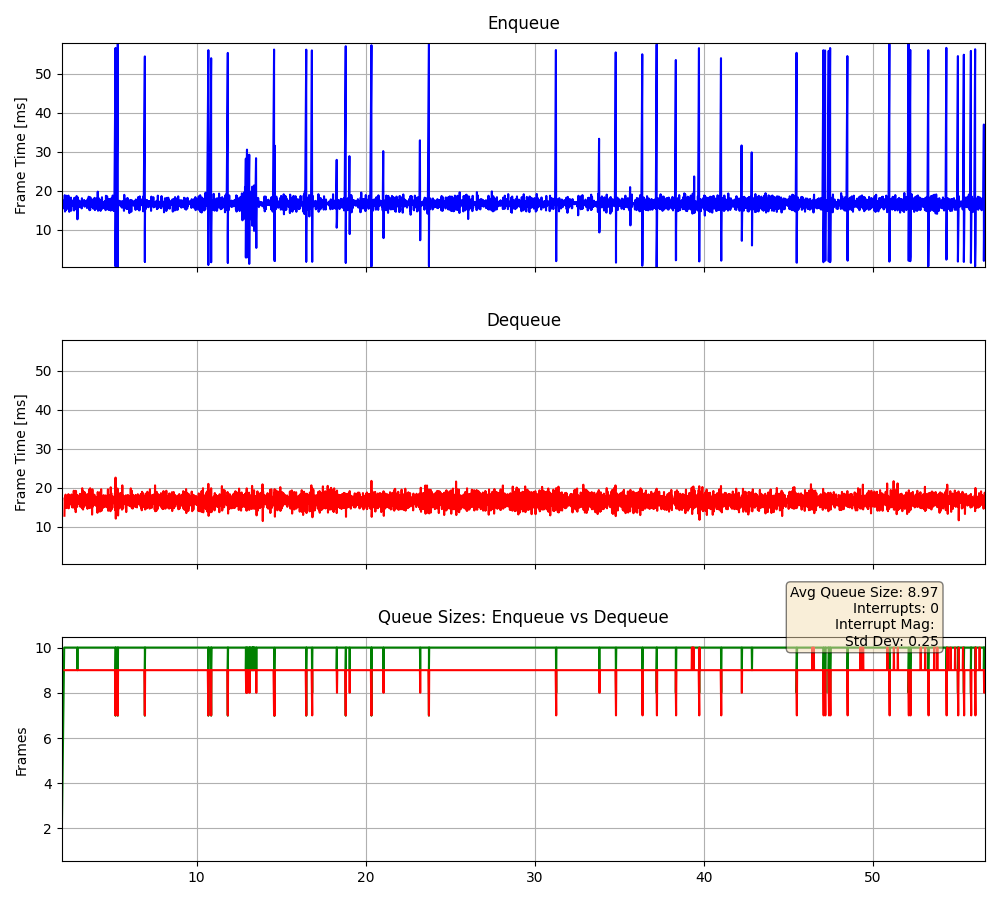 Enqueue
Frame Time [ms]
50
40
30
20
10
Dequeue
Frame Time [ms]
50
40
30
20
10
Avg Queue Size: 8.97
Interrupts: 0
Interrupt Mag:
Std Dev: 0.25
Queue Sizes: Enqueue vs Dequeue
Frames
10
8
6
4
2
10
20
30
40
50